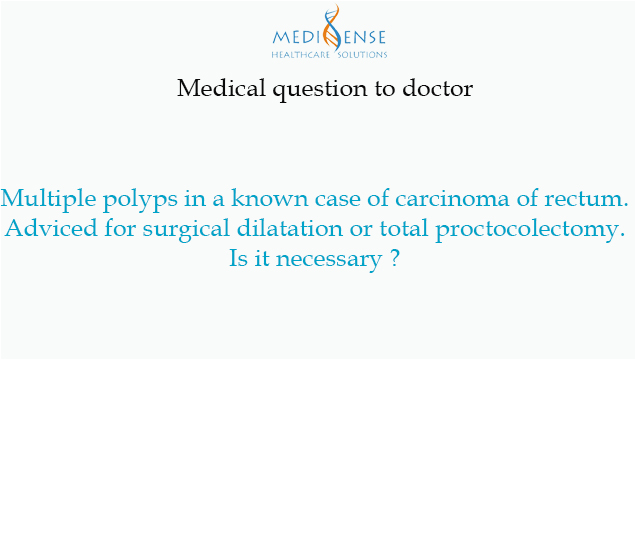 MEDISENSE
HEALTHCARE SOLUTIONS
Medical question to doctor
Multiple polyps in a known case of carcinoma of rectum.
Adviced for surgical dilatation or total proctocolectomy.
Is it necessary ?